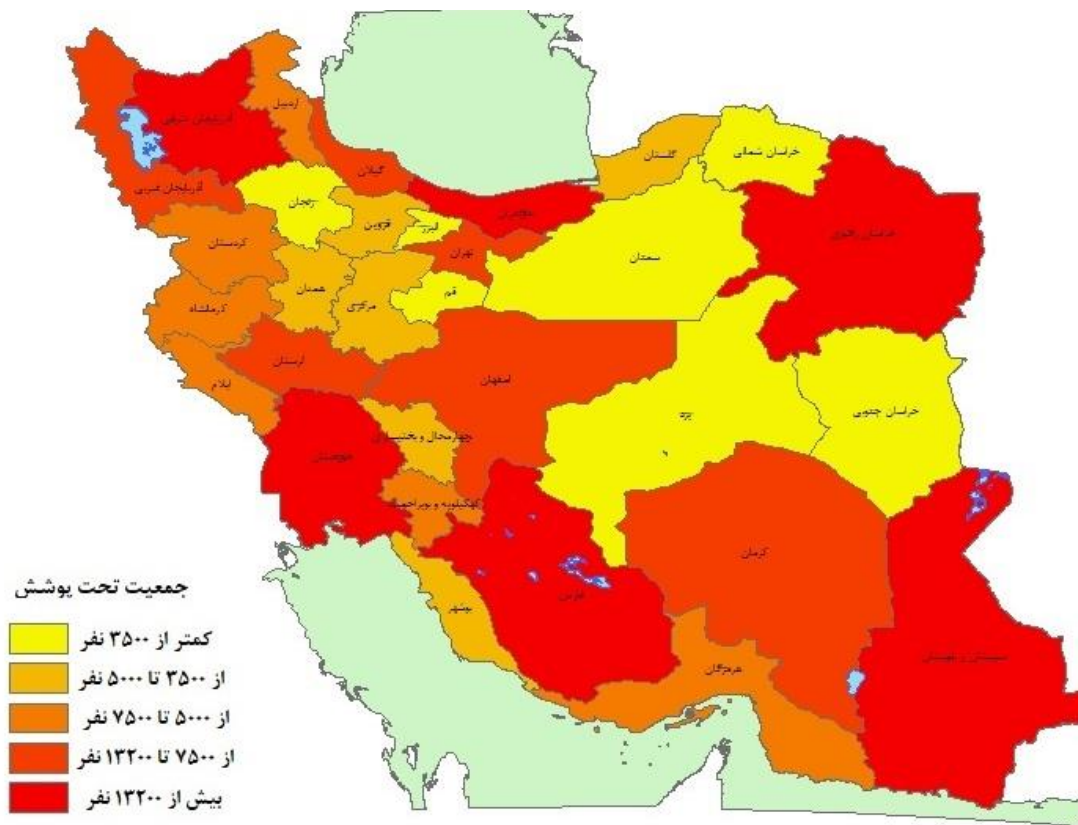 اردبیل
آذربایجان شرقی
گیلان
گلستان
خراسان شمالی
آذربایجان غربی
زنجان
مازندران
قزوین
البرز
خراسان رضوی
کردستان
تهران
سمنان
همدان
مرکزی
قم
کرمانشاه
لرستان
اصفهان
ایلام
یزد
خراسان جنوبی
چهارمحال و بختیاری
خوزستان
کهگیلویه و بویراحمد
کرمان
فارس
بوشهر
سیستان و بلوچستان
هرمزگان
جمعیت تحت پوشش
کمتر از ۳۵۰۰ نفر
از ۳۵۰۰ تا ۵۰۰۰ نفر
از ۵۰۰۰ تا ۷۵۰۰ نفر
از ۷۵۰۰ تا ۱۳۲۰۰ نفر
بیش از ۱۳۲۰۰ نفر